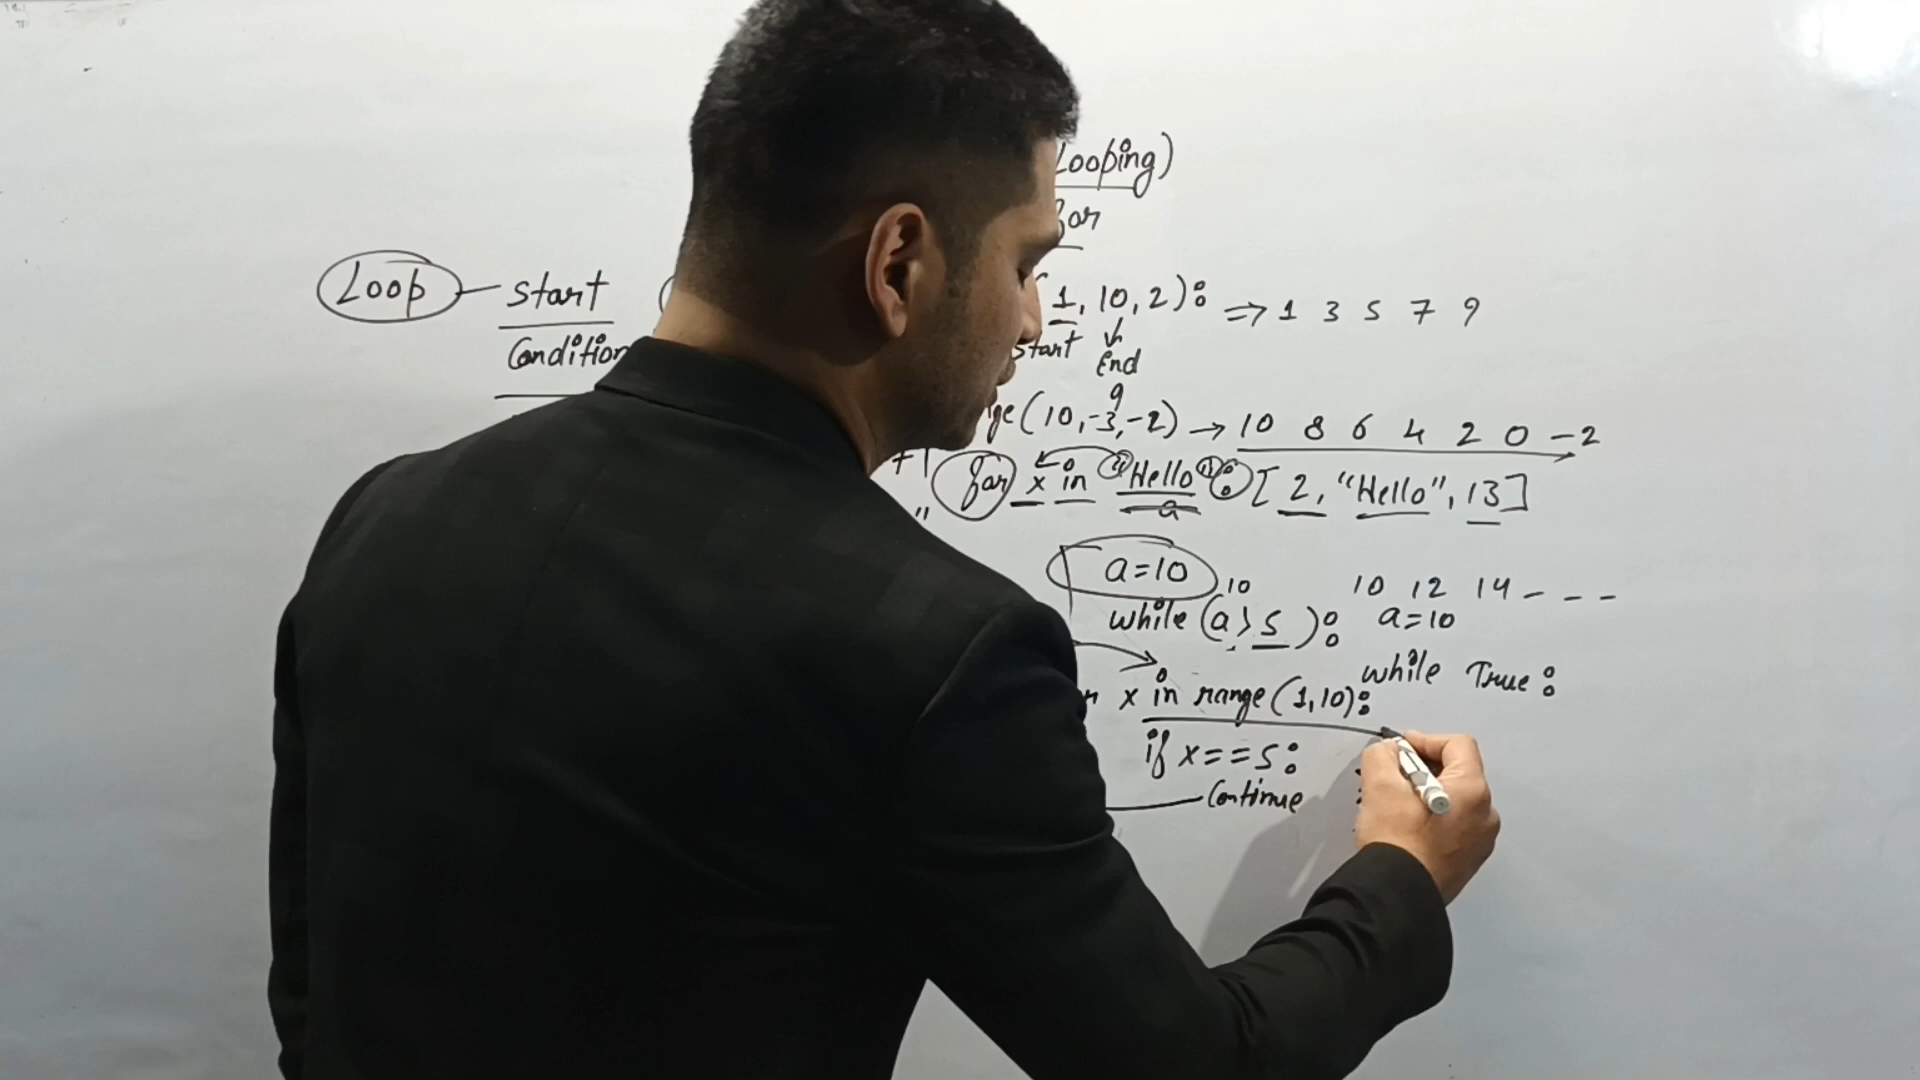 Looping)
for
Loop - start
Condition
1, 10, 2): => 1 3 5 7 9
start End
9
ge(10,-3,-2) → 10 8 6 4 2 0 -2
+1
for x in "Hello": [2, "Hello", 13]
a
"
a=10
10
10 12 14 - - -
while (a>5): a=10
while True:
x in range(1,10):
if x==5:
Continue